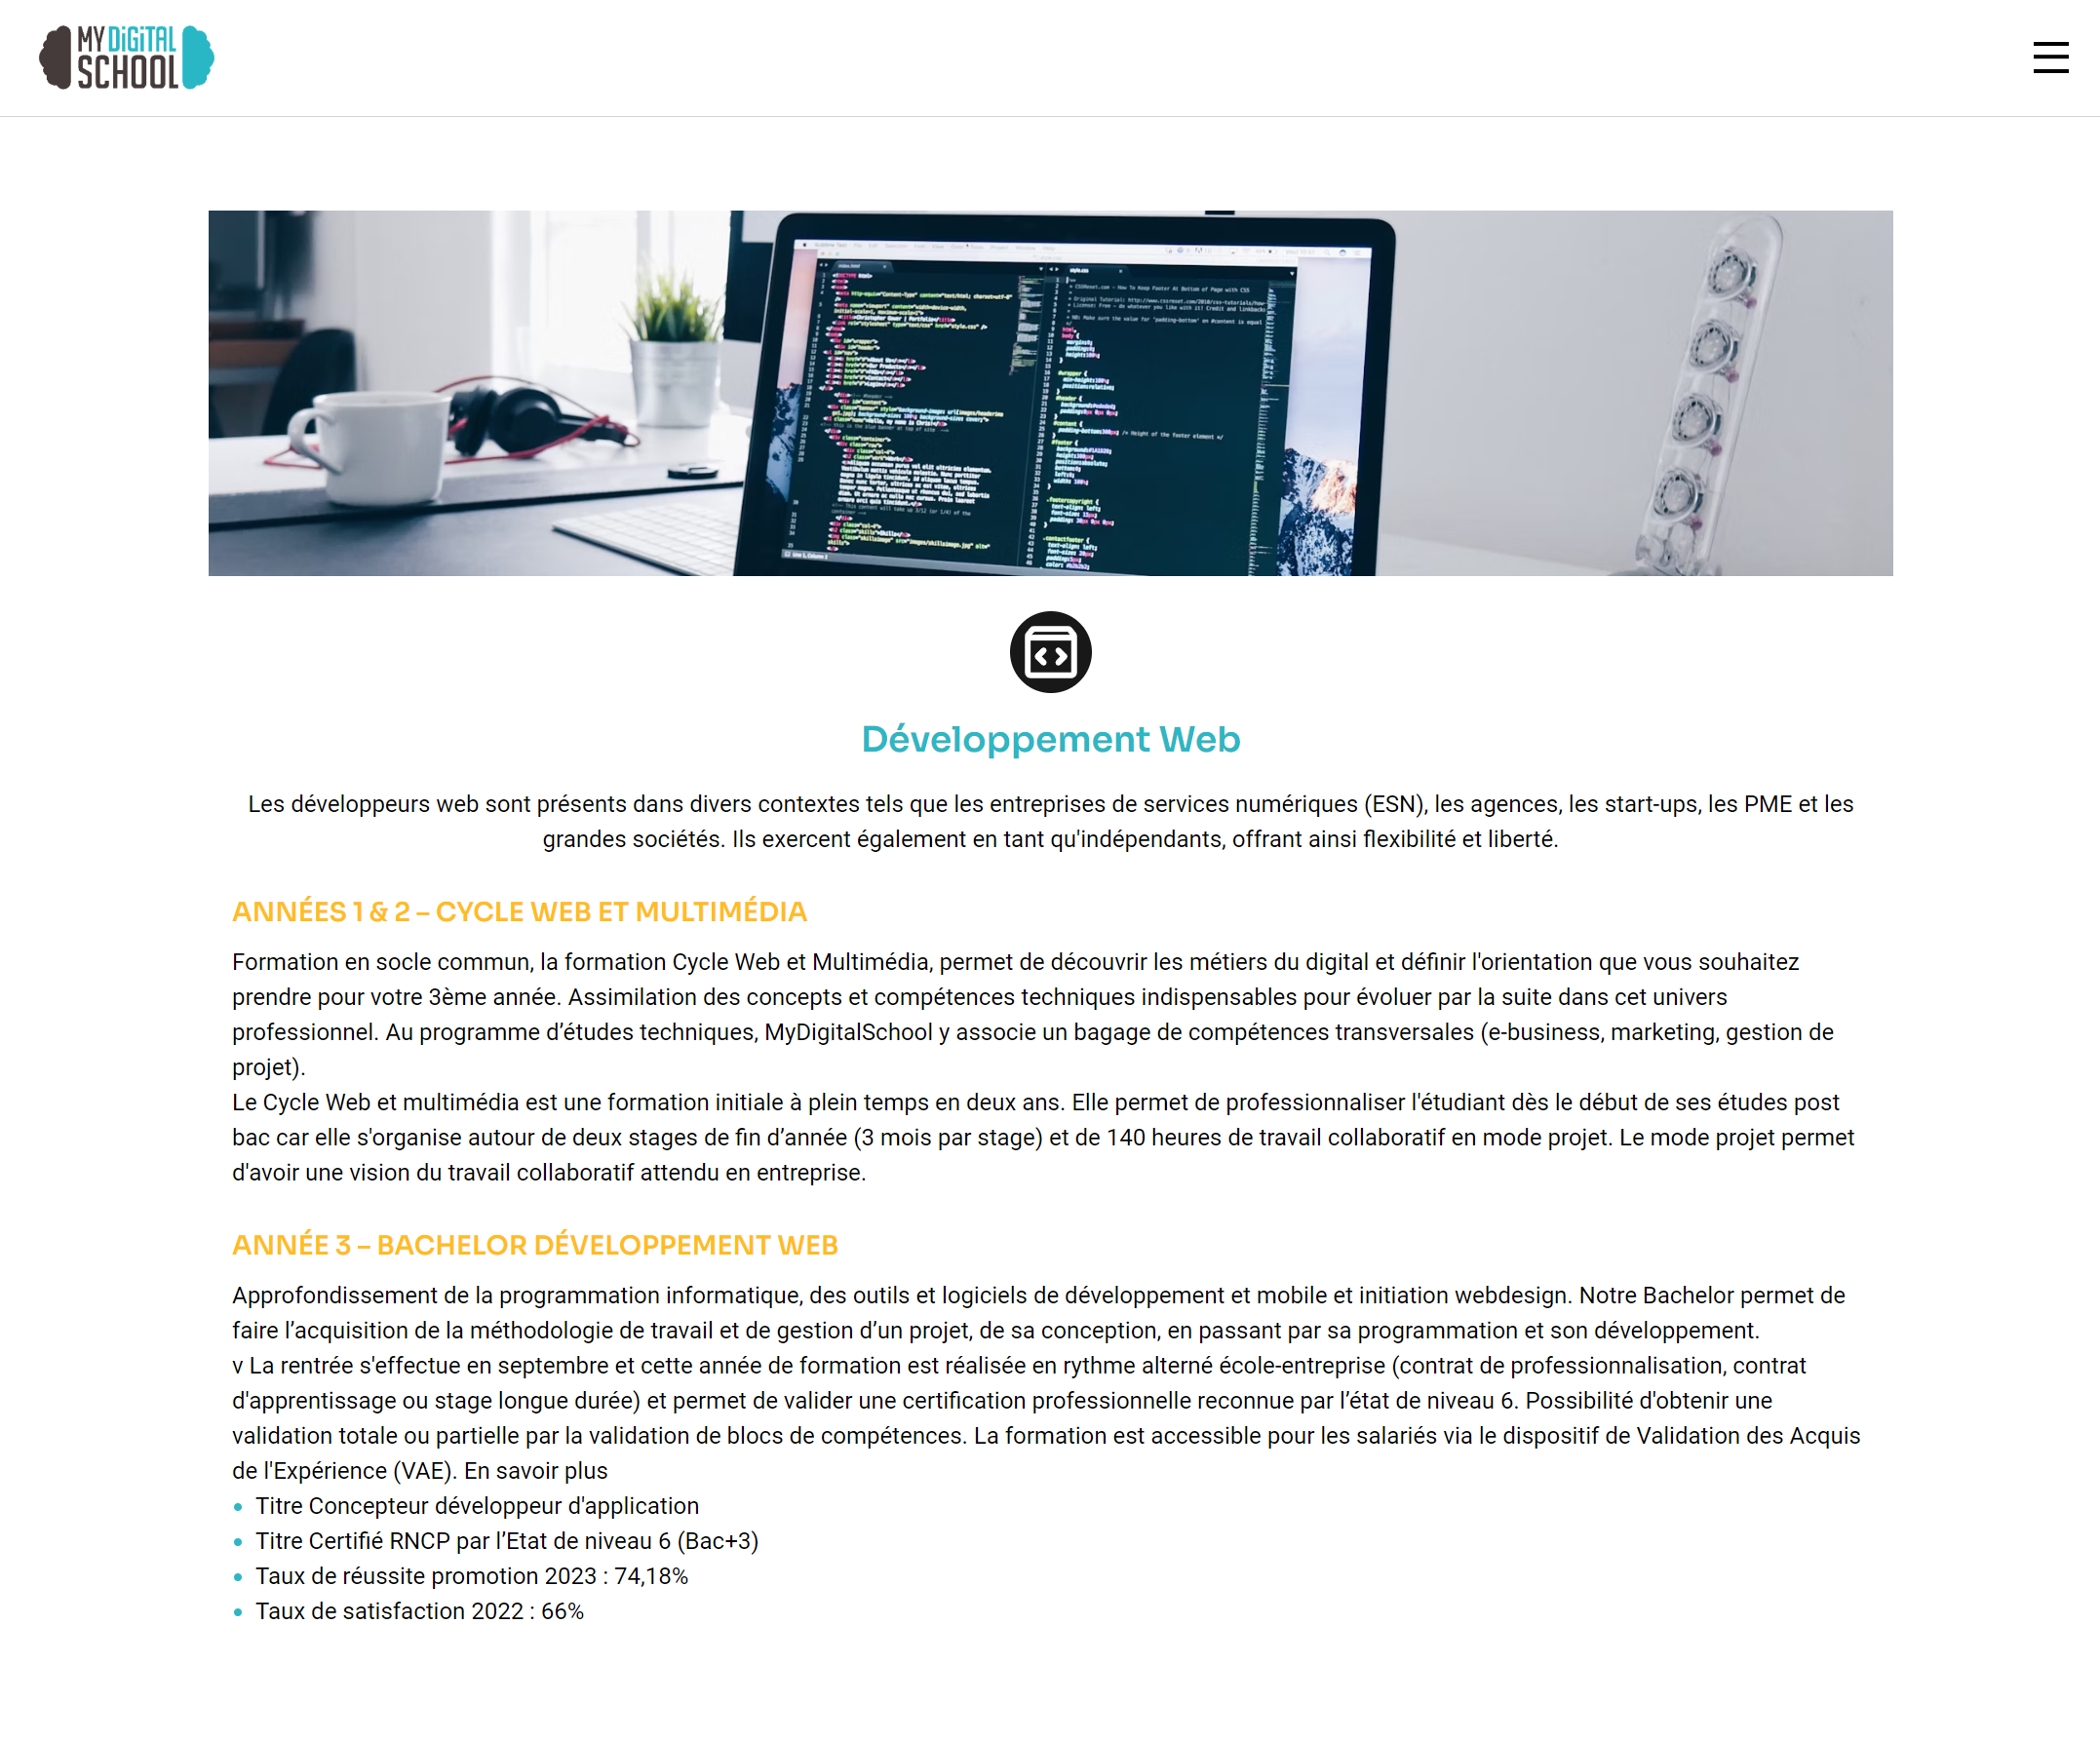 MY DiGiTAL
SCHOOL
Développement Web
Les développeurs web sont présents dans divers contextes tels que les entreprises de services numériques (ESN), les agences, les start-ups, les PME et les
grandes sociétés. Ils exercent également en tant qu'indépendants, offrant ainsi flexibilité et liberté.
ANNÉES 1 & 2 – CYCLE WEB ET MULTIMÉDIA
Formation en socle commun, la formation Cycle Web et Multimédia, permet de découvrir les métiers du digital et définir l'orientation que vous souhaitez
prendre pour votre 3ème année. Assimilation des concepts et compétences techniques indispensables pour évoluer par la suite dans cet univers
professionnel. Au programme d’études techniques, MyDigitalSchool y associe un bagage de compétences transversales (e-business, marketing, gestion de
projet).
Le Cycle Web et multimédia est une formation initiale à plein temps en deux ans. Elle permet de professionnaliser l'étudiant dès le début de ses études post
bac car elle s'organise autour de deux stages de fin d’année (3 mois par stage) et de 140 heures de travail collaboratif en mode projet. Le mode projet permet
d'avoir une vision du travail collaboratif attendu en entreprise.
ANNÉE 3 – BACHELOR DÉVELOPPEMENT WEB
Approfondissement de la programmation informatique, des outils et logiciels de développement et mobile et initiation webdesign. Notre Bachelor permet de
faire l’acquisition de la méthodologie de travail et de gestion d’un projet, de sa conception, en passant par sa programmation et son développement.
v La rentrée s'effectue en septembre et cette année de formation est réalisée en rythme alterné école-entreprise (contrat de professionnalisation, contrat
d'apprentissage ou stage longue durée) et permet de valider une certification professionnelle reconnue par l’état de niveau 6. Possibilité d'obtenir une
validation totale ou partielle par la validation de blocs de compétences. La formation est accessible pour les salariés via le dispositif de Validation des Acquis
de l'Expérience (VAE). En savoir plus
Titre Concepteur développeur d'application
Titre Certifié RNCP par l’Etat de niveau 6 (Bac+3)
Taux de réussite promotion 2023 : 74,18%
Taux de satisfaction 2022 : 66%